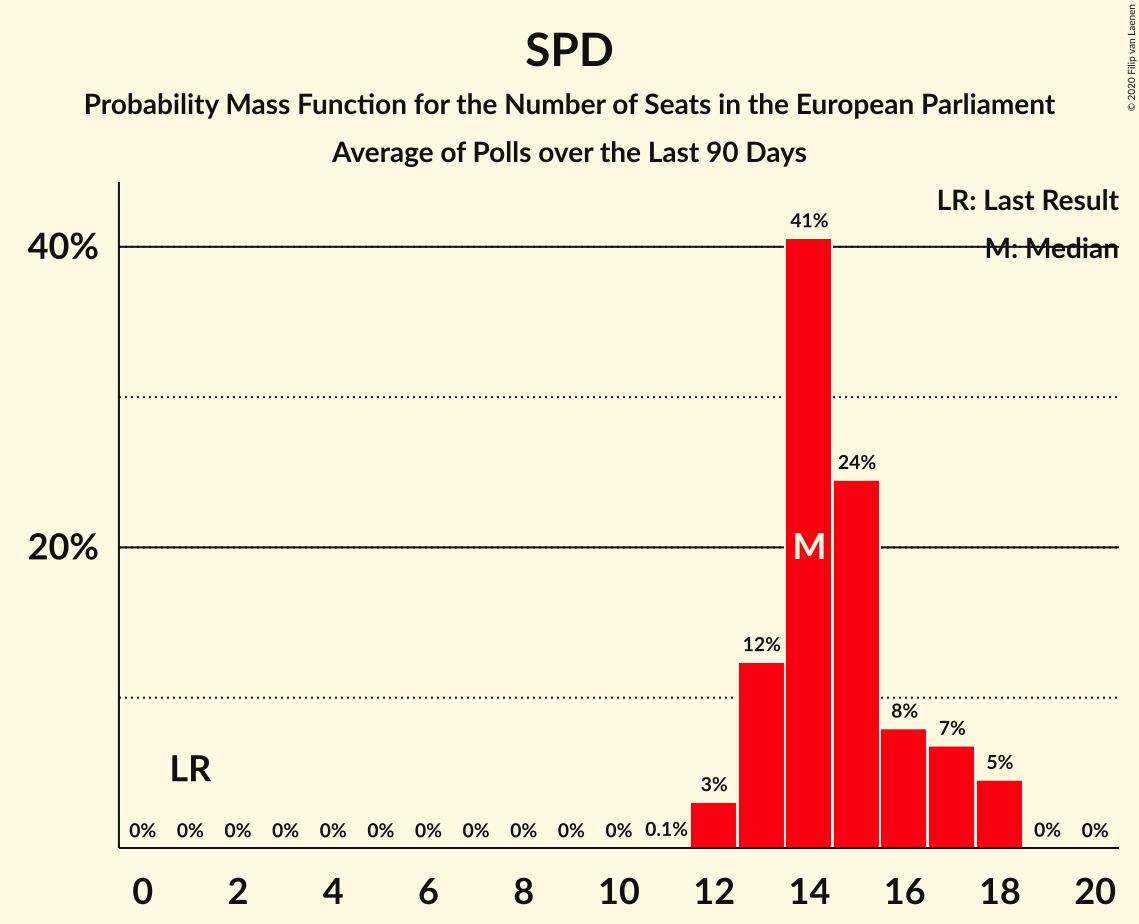 SPD
Probability Mass Function for the Number of Seats in the European Parliament
Average of Polls over the Last 90 Days
© 2020 Filip van Laenen
LR: Last Result
M: Median
40%
20%
41%
24%
M
12%
8%
7%
5%
3%
LR
0% 0% 0% 0% 0% 0% 0% 0% 0% 0% 0% 0.1% 0% 0%
0 2 4 6 8 10 12 14 16 18 20